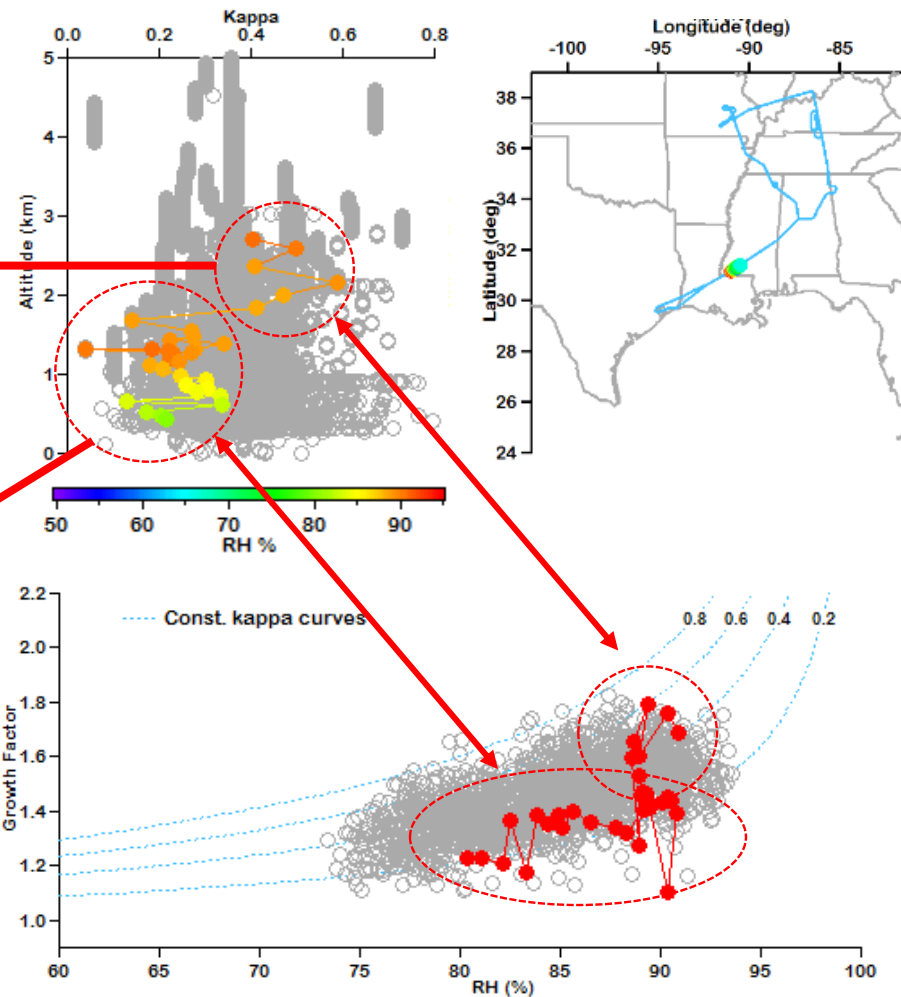 Kappa
0.0 0.2 0.4 0.6 0.8
5
4
3
2
1
0
Altitude (km)
50 60 70 80 90
RH %
Longitude (deg)
-100 -95 -90 -85
38
36
34
32
30
28
26
24
Latitude (deg)
2.2
2.0
1.8
1.6
1.4
1.2
1.0
Growth Factor
Const. kappa curves
0.8 0.6 0.4 0.2
60 65 70 75 80 85 90 95 100
RH (%)